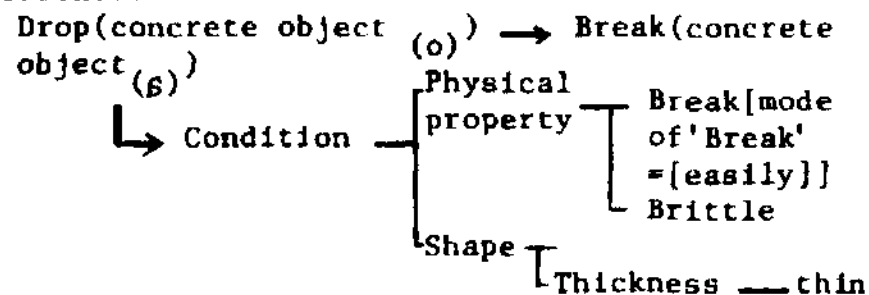 Drop(concrete object (o)) → Break(concrete
object(s))
Condition
Physical
property
Break[mode
of'Break'
=[easily}]
Brittle
Shape
Thickness — thin